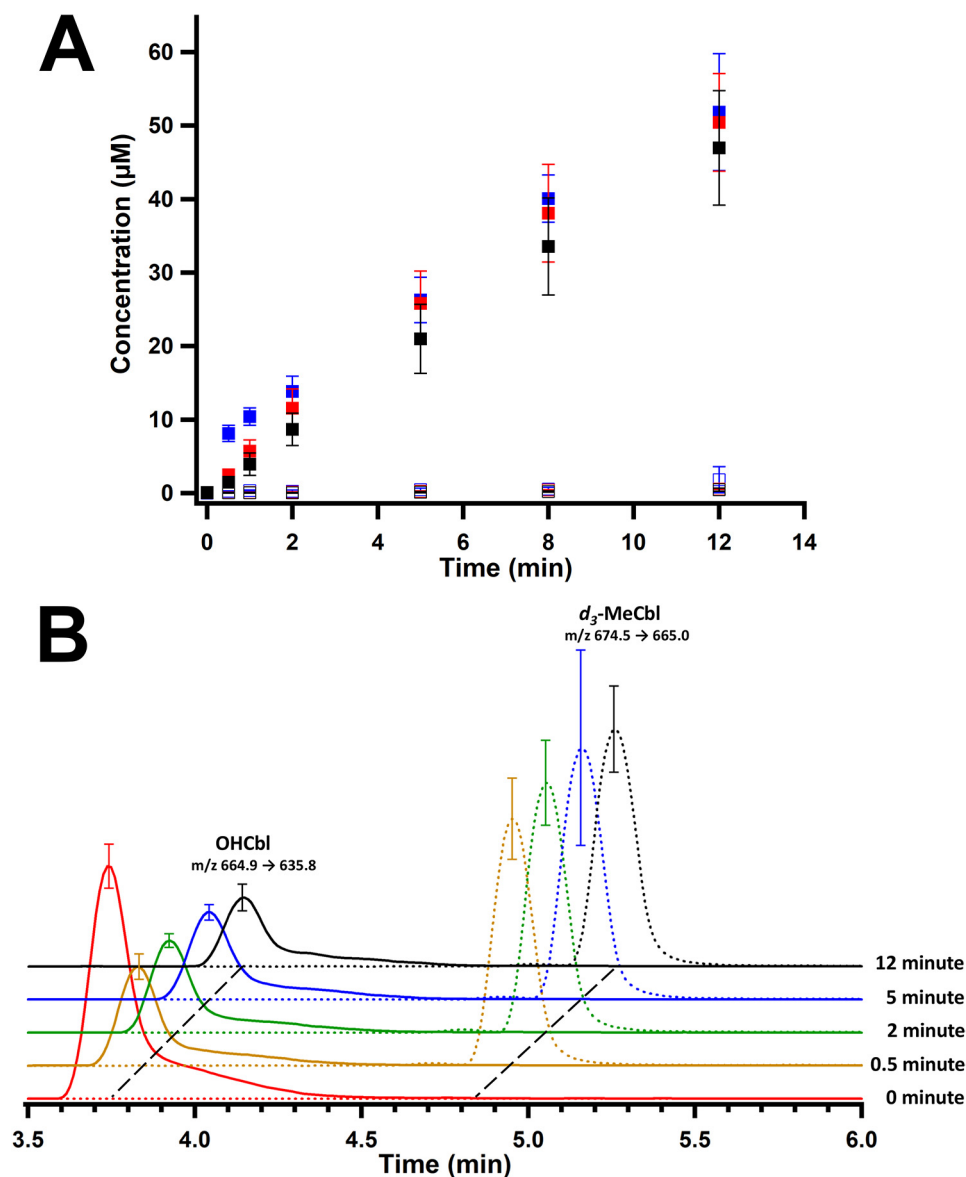 A
Concentration (µM)
60
50
40
30
20
10
0
0 2 4 6 8 10 12 14
Time (min)
B
d₃-MeCbl
m/z 674.5 → 665.0
OHCbl
m/z 664.9 → 635.8
12 minute
5 minute
2 minute
0.5 minute
0 minute
3.5 4.0 4.5 5.0 5.5 6.0
Time (min)